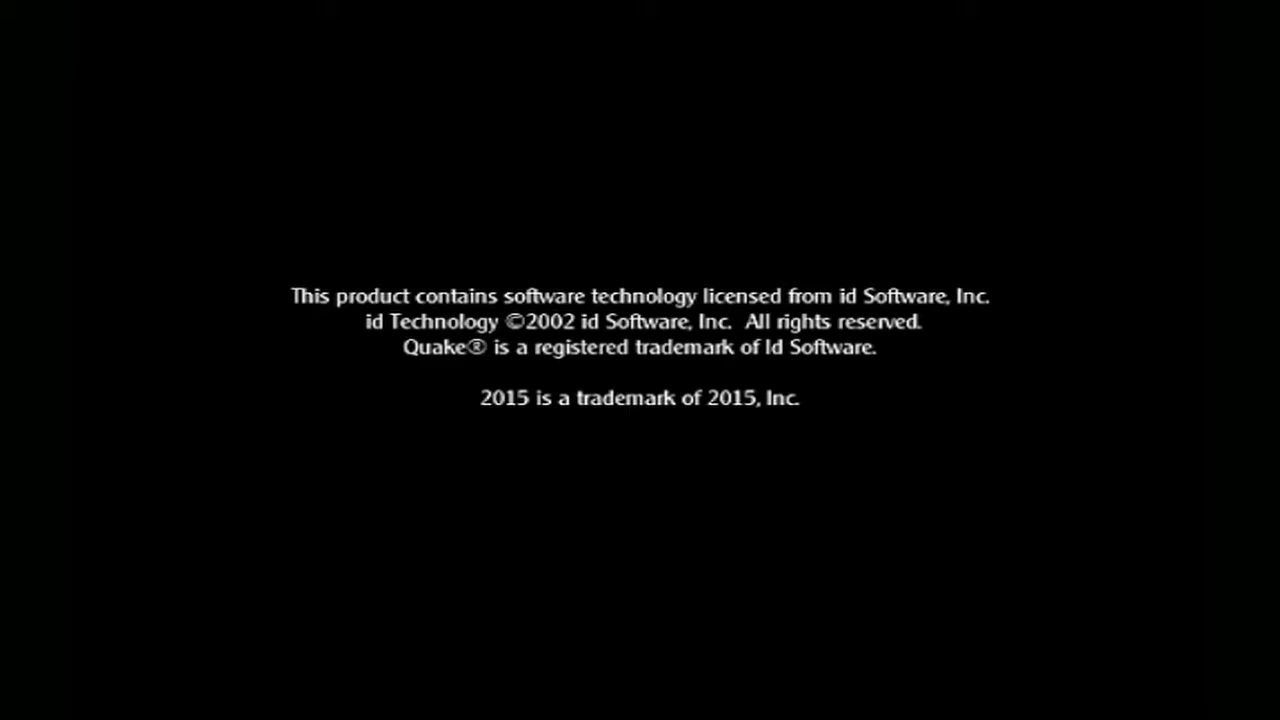 This product contains software technology licensed from id Software, Inc.
id Technology ©2002 id Software, Inc.  All rights reserved.
Quake® is a registered trademark of Id Software.
2015 is a trademark of 2015, Inc.